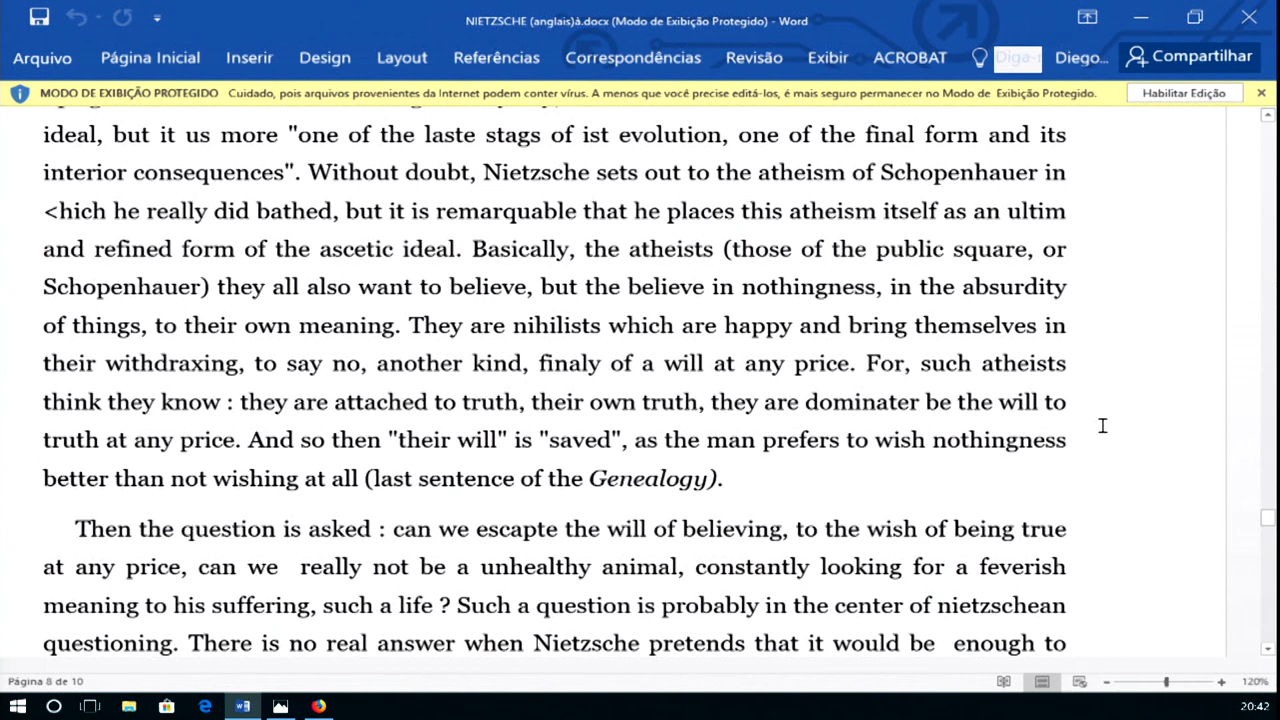 NIETZSCHE (anglais)à.docx (Modo de Exibição Protegido) - Word
Arquivo Página Inicial Inserir Design Layout Referências Correspondências Revisão Exibir ACROBAT Diga- Diego... Compartilhar
MODO DE EXIBIÇÃO PROTEGIDO Cuidado, pois arquivos provenientes da Internet podem conter vírus. A menos que você precise editá-los, é mais seguro permanecer no Modo de Exibição Protegido. Habilitar Edição
ideal, but it us more "one of the laste stags of ist evolution, one of the final form and its
interior consequences". Without doubt, Nietzsche sets out to the atheism of Schopenhauer in
<hich he really did bathed, but it is remarquable that he places this atheism itself as an ultim
and refined form of the ascetic ideal. Basically, the atheists (those of the public square, or
Schopenhauer) they all also want to believe, but the believe in nothingness, in the absurdity
of things, to their own meaning. They are nihilists which are happy and bring themselves in
their withdraxing, to say no, another kind, finaly of a will at any price. For, such atheists
think they know : they are attached to truth, their own truth, they are dominater be the will to
truth at any price. And so then "their will" is "saved", as the man prefers to wish nothingness
better than not wishing at all (last sentence of the Genealogy).
Then the question is asked : can we escapte the will of believing, to the wish of being true
at any price, can we really not be a unhealthy animal, constantly looking for a feverish
meaning to his suffering, such a life ? Such a question is probably in the center of nietzschean
questioning. There is no real answer when Nietzsche pretends that it would be enough to
Página 8 de 10 120%
20:42